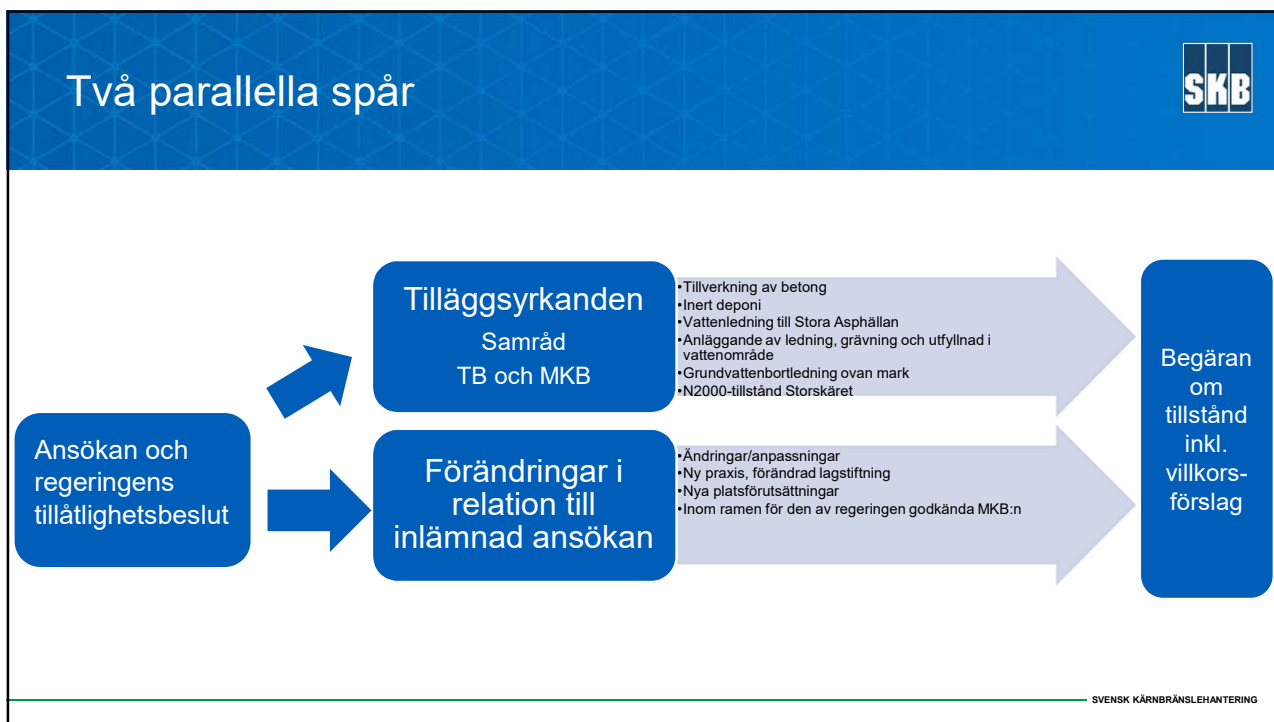 Två parallella spår
SKB
Ansökan och
regeringens
tillåtlighetsbeslut
Tilläggsyrkanden
Samråd
TB och MKB
•Tillverkning av betong
•Inert deponi
•Vattenledning till Stora Asphällan
•Anläggande av ledning, grävning och utfyllnad i
vattenområde
•Grundvattenbortledning ovan mark
•N2000-tillstånd Storskäret
Förändringar i
relation till
inlämnad ansökan
•Ändringar/anpassningar
•Ny praxis, förändrad lagstiftning
•Nya platsförutsättningar
•Inom ramen för den av regeringen godkända MKB:n
Begäran
om
tillstånd
inkl.
villkors-
förslag
SVENSK KÄRNBRÄNSLEHANTERING